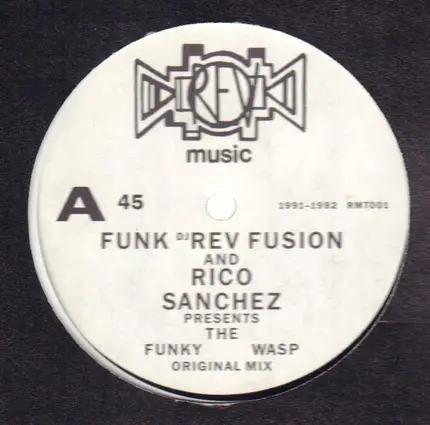 REV
music
A 45 1991-1992 RMT001
FUNK DJ REV FUSION
AND
RICO
SANCHEZ
PRESENTS
THE
FUNKY WASP
ORIGINAL MIX